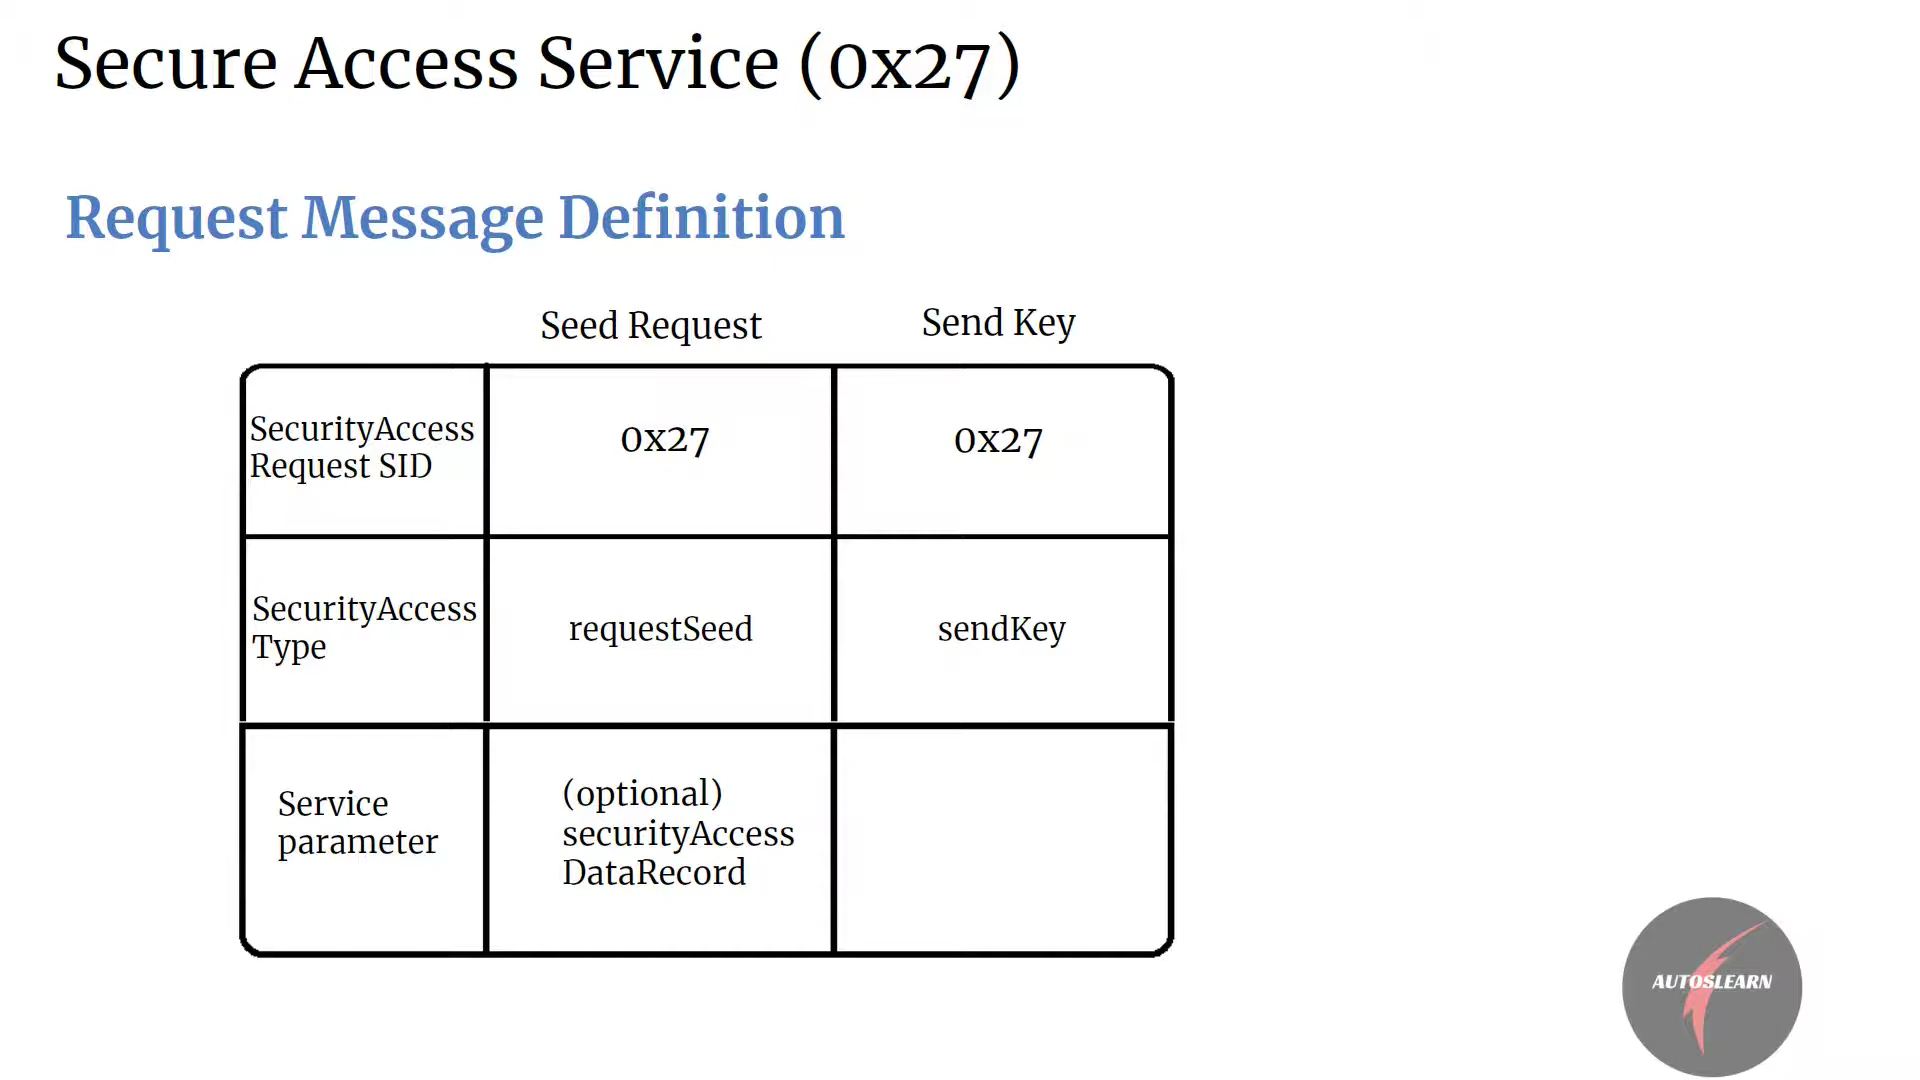 Secure Access Service (0x27)
Request Message Definition
Seed Request
Send Key
SecurityAccess
Request SID
0x27
0x27
SecurityAccess
Type
requestSeed
sendKey
Service
parameter
(optional)
securityAccess
DataRecord
AUTOSLEARN